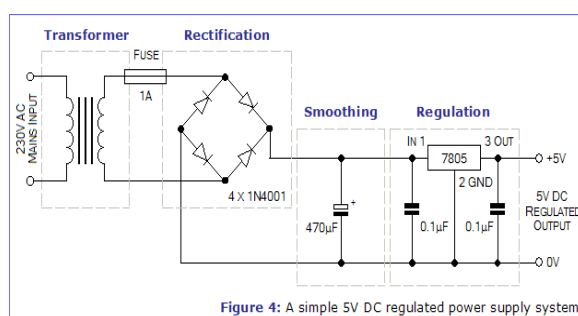 Transformer
Rectification
FUSE
1A
Smoothing
Regulation
230V AC
MAINS INPUT
IN 1
3 OUT
7805
+5V
2 GND
4 X 1N4001
5V DC
REGULATED
OUTPUT
+
470µF
0.1µF
0.1µF
0V
Figure 4: A simple 5V DC regulated power supply system